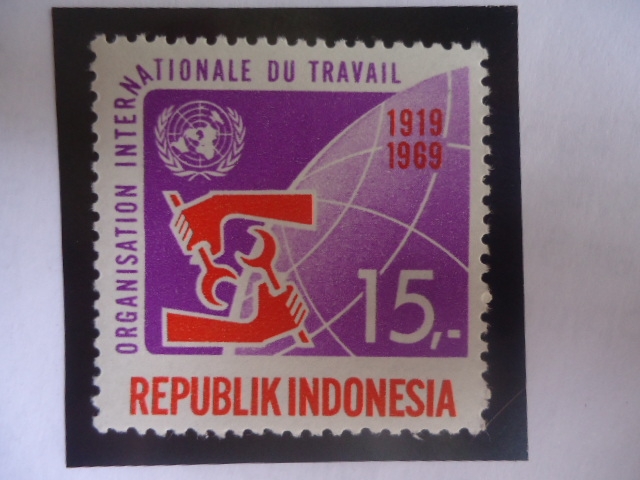 ORGANISATION INTERNATIONALE DU TRAVAIL
1919
1969
15,-
REPUBLIK INDONESIA